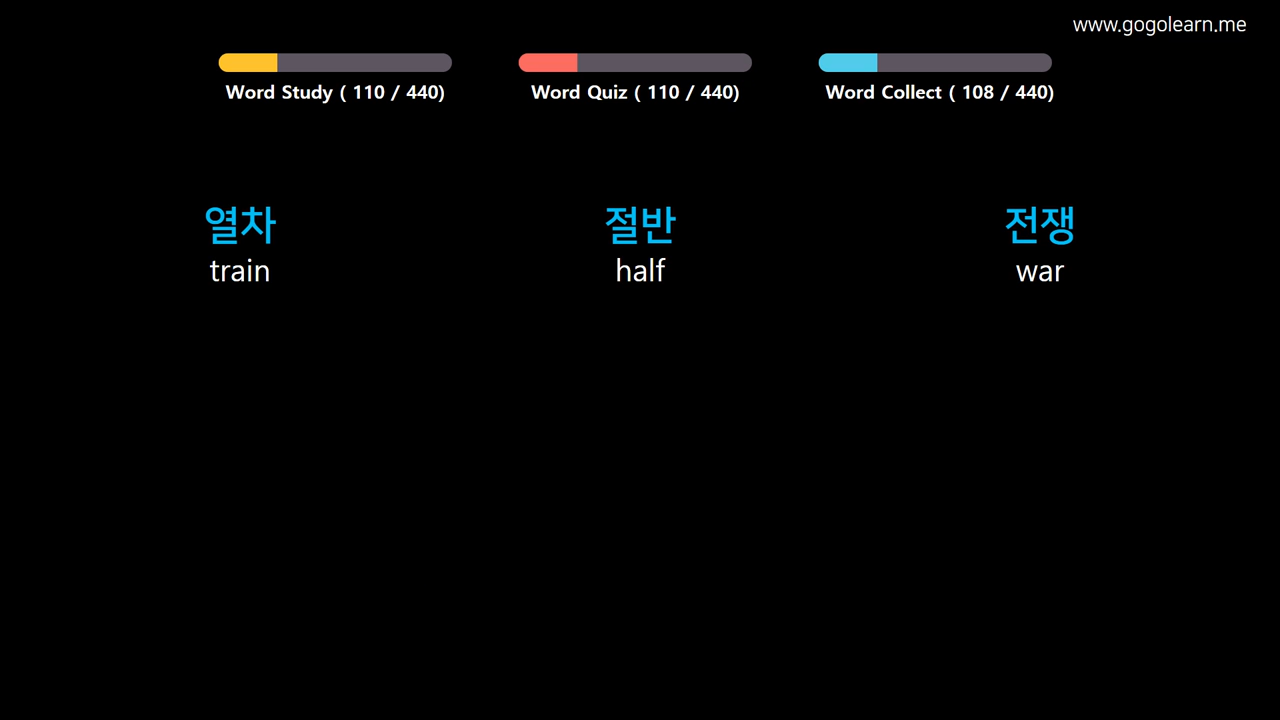 www.gogolearn.me
Word Study ( 110 / 440)
Word Quiz ( 110 / 440)
Word Collect ( 108 / 440)
열차
train
절반
half
전쟁
war